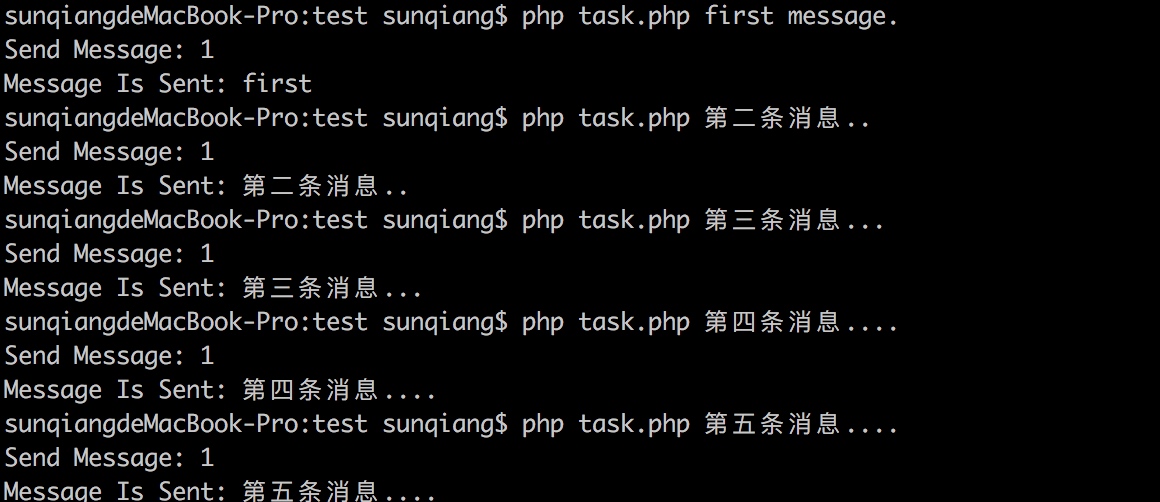 sunqiangdeMacBook-Pro:test sunqiang$ php task.php first message.
Send Message: 1
Message Is Sent: first
sunqiangdeMacBook-Pro:test sunqiang$ php task.php 第二条消息..
Send Message: 1
Message Is Sent: 第二条消息..
sunqiangdeMacBook-Pro:test sunqiang$ php task.php 第三条消息...
Send Message: 1
Message Is Sent: 第三条消息...
sunqiangdeMacBook-Pro:test sunqiang$ php task.php 第四条消息....
Send Message: 1
Message Is Sent: 第四条消息....
sunqiangdeMacBook-Pro:test sunqiang$ php task.php 第五条消息....
Send Message: 1
Message Is Sent: 第五条消息....